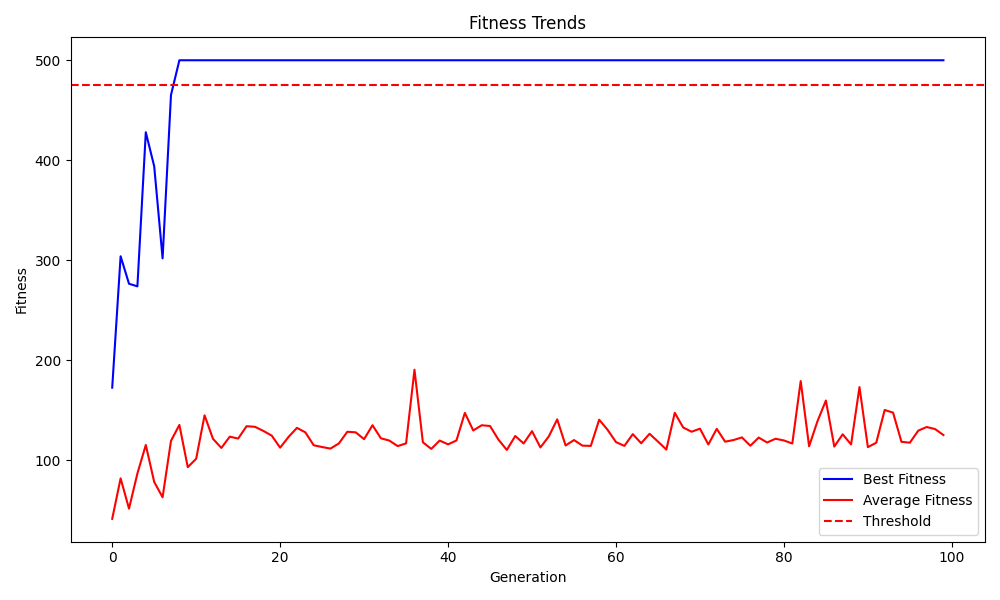 Fitness Trends
500
400
300
200
100
Fitness
0
20
40
60
80
100
Generation
Best Fitness
Average Fitness
Threshold